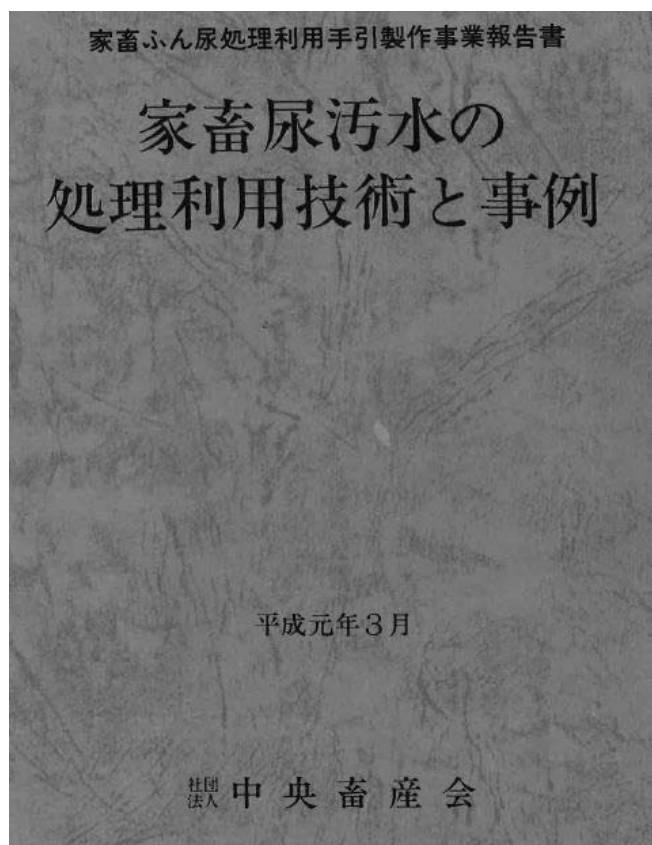 家畜ふん尿処理利用手引製作事業報告書
家畜尿汚水の
処理利用技術と事例
平成元年3月
社団法人 中央畜産会